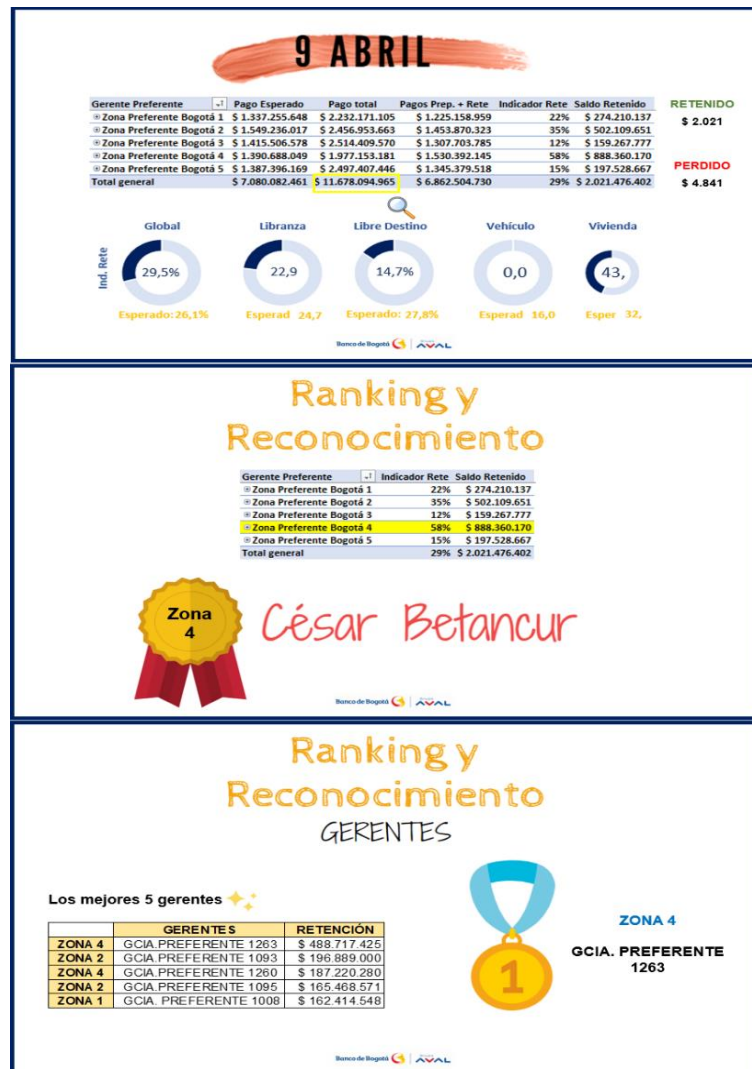 9 ABRIL
Gerente Preferente Pago Esperado Pago total Pagos Prep. + Rete Indicador Rete Saldo Retenido
Zona Preferente Bogotá 1 $ 1.337.255.648 $ 2.232.171.105 $ 1.225.158.959 22% $ 274.210.137
Zona Preferente Bogotá 2 $ 1.549.236.017 $ 2.456.953.663 $ 1.453.870.323 35% $ 502.109.651
Zona Preferente Bogotá 3 $ 1.415.506.578 $ 2.514.409.570 $ 1.307.703.785 12% $ 159.267.777
Zona Preferente Bogotá 4 $ 1.390.688.049 $ 1.977.153.181 $ 1.530.392.145 58% $ 888.360.170
Zona Preferente Bogotá 5 $ 1.387.396.169 $ 2.497.407.446 $ 1.345.379.518 15% $ 197.528.667
Total general $ 7.080.082.461 $ 11.678.094.965 $ 6.862.504.730 29% $ 2.021.476.402
RETENIDO
$ 2.021
PERDIDO
$ 4.841
Global Libranza Libre Destino Vehículo Vivienda
Ind. Rete
29,5% 22,9 14,7% 0,0 43,
Esperado: 26,1% Esperad 24,7 Esperado: 27,8% Esperad 16,0 Esper 32,
Banco de Bogotá AVAL
Ranking y
Reconocimiento
Gerente Preferente Indicador Rete Saldo Retenido
Zona Preferente Bogotá 1 22% $ 274.210.137
Zona Preferente Bogotá 2 35% $ 502.109.651
Zona Preferente Bogotá 3 12% $ 159.267.777
Zona Preferente Bogotá 4 58% $ 888.360.170
Zona Preferente Bogotá 5 15% $ 197.528.667
Total general 29% $ 2.021.476.402
Zona
4
César Betancur
Banco de Bogotá AVAL
Ranking y
Reconocimiento
GERENTES
Los mejores 5 gerentes
GERENTES RETENCIÓN
ZONA 4 GCIA.PREFERENTE 1263 $ 488.717.425
ZONA 2 GCIA.PREFERENTE 1093 $ 196.889.000
ZONA 4 GCIA.PREFERENTE 1260 $ 187.220.280
ZONA 2 GCIA.PREFERENTE 1095 $ 165.468.571
ZONA 1 GCIA. PREFERENTE 1008 $ 162.414.548
1
ZONA 4
GCIA. PREFERENTE
1263
Banco de Bogotá AVAL